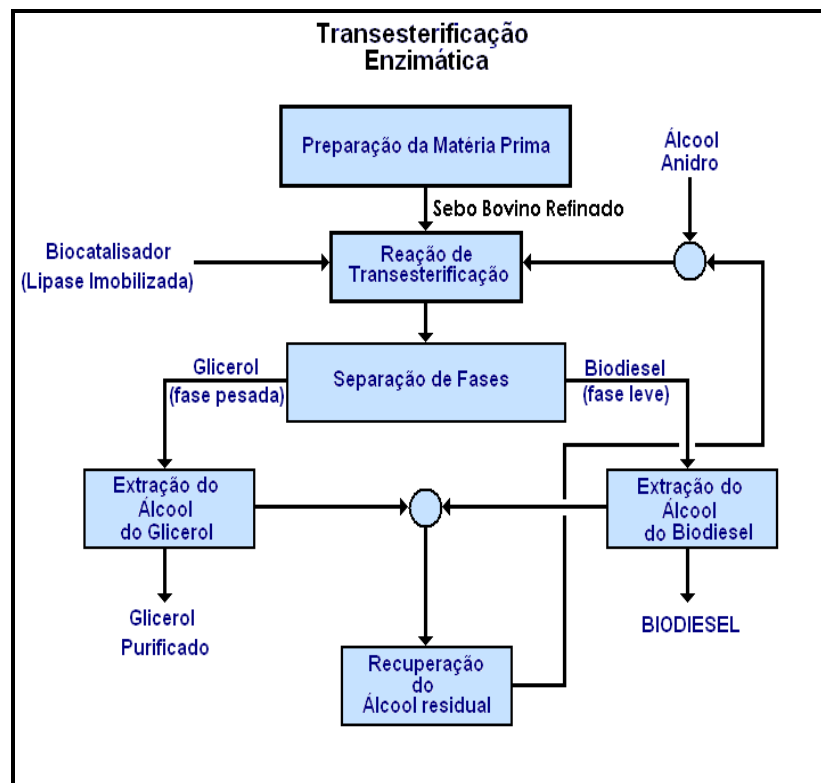 Transesterificação
Enzimática
Preparação da Matéria Prima
Álcool
Anidro
Sebo Bovino Refinado
Biocatalisador
(Lipase Imobilizada)
Reação de
Transesterificação
Glicerol
(fase pesada)
Separação de Fases
Biodiesel
(fase leve)
Extração do
Álcool
do Glicerol
Extração do
Álcool
do Biodiesel
Glicerol
Purificado
BIODIESEL
Recuperação
do
Álcool residual